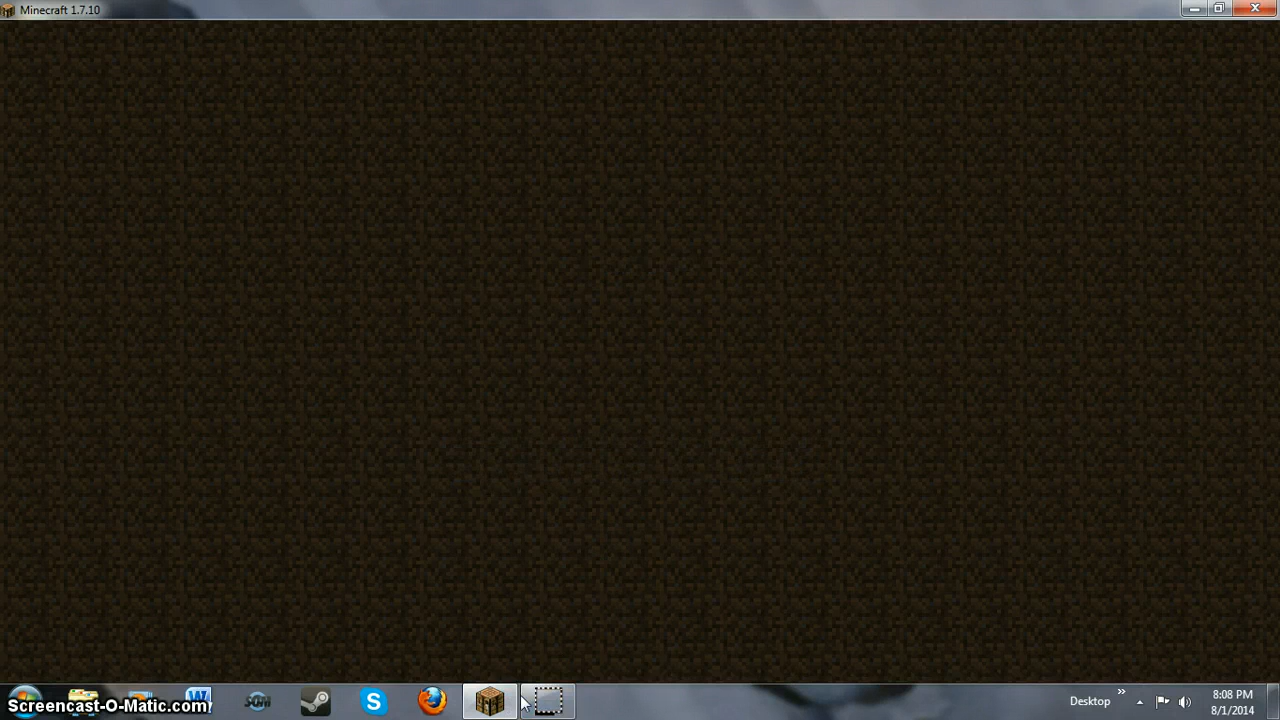 Minecraft 1.7.10
Desktop
8:08 PM
8/1/2014
Screencast-O-Matic.com